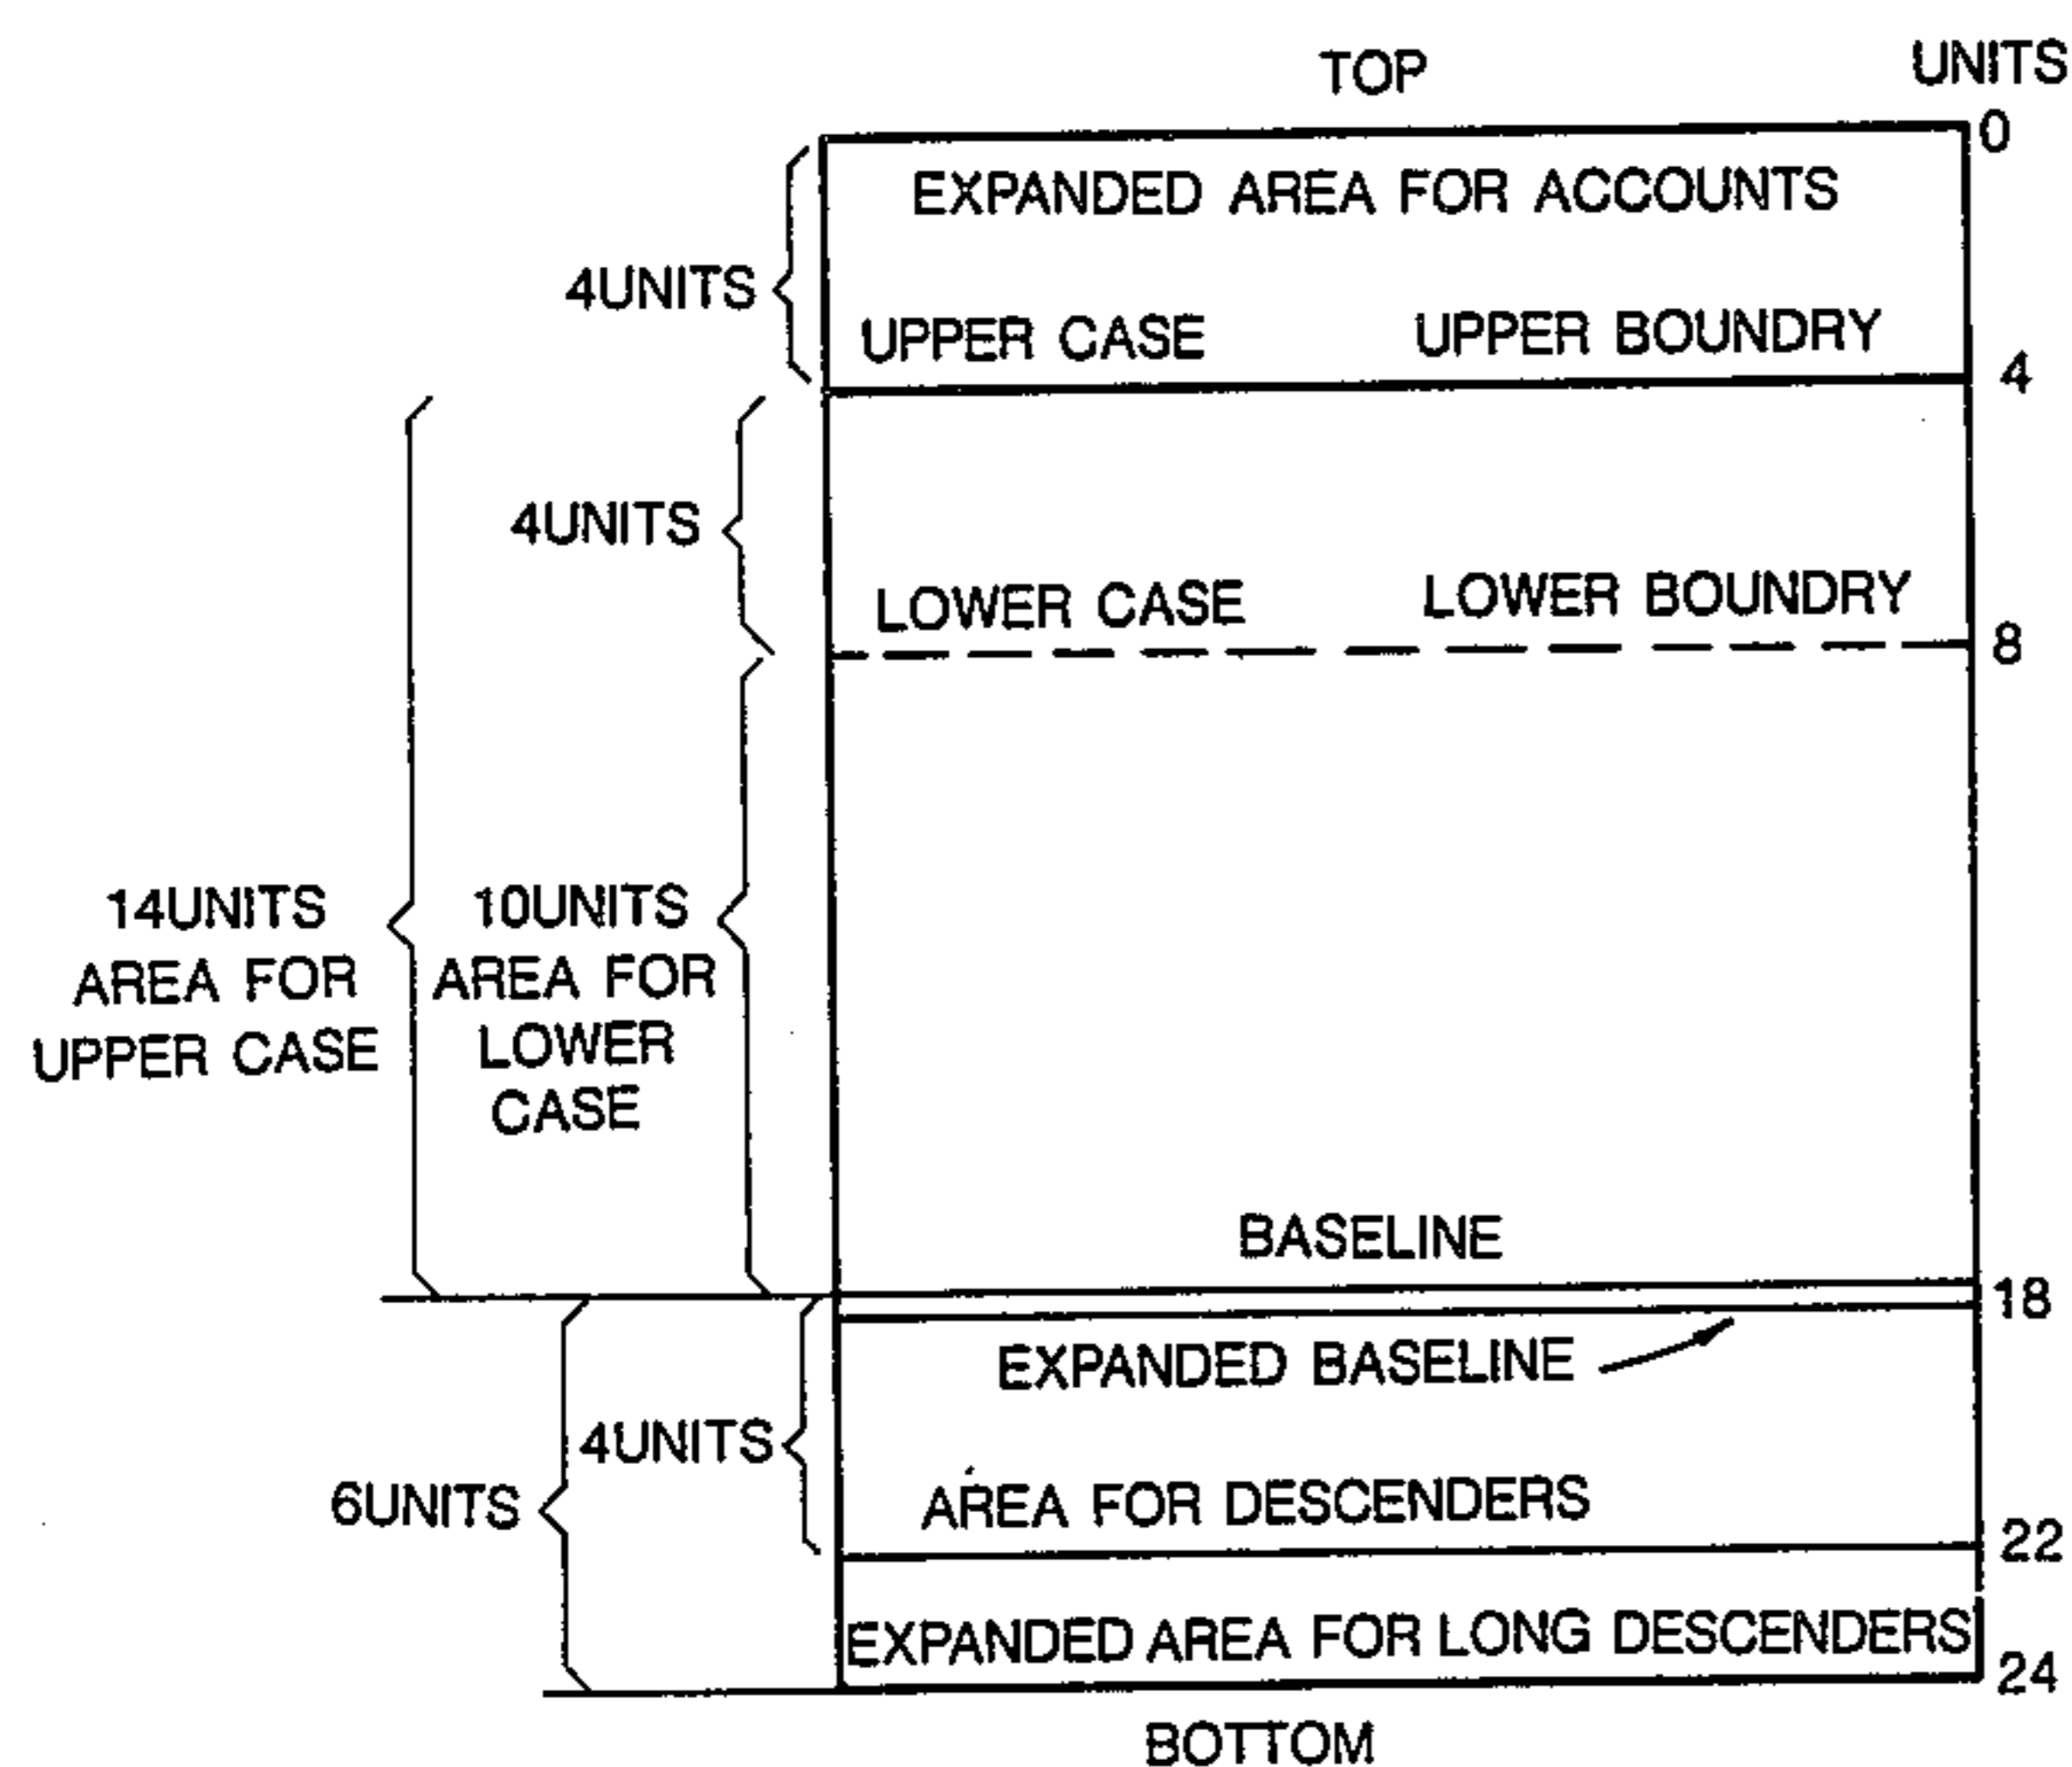 TOP
UNITS
0
EXPANDED AREA FOR ACCOUNTS
4UNITS
UPPER CASE UPPER BOUNDRY
4
4UNITS
LOWER CASE LOWER BOUNDRY
8
14UNITS
AREA FOR
UPPER CASE
10UNITS
AREA FOR
LOWER
CASE
BASELINE
18
EXPANDED BASELINE
4UNITS
6UNITS
AREA FOR DESCENDERS
22
EXPANDED AREA FOR LONG DESCENDERS
24
BOTTOM